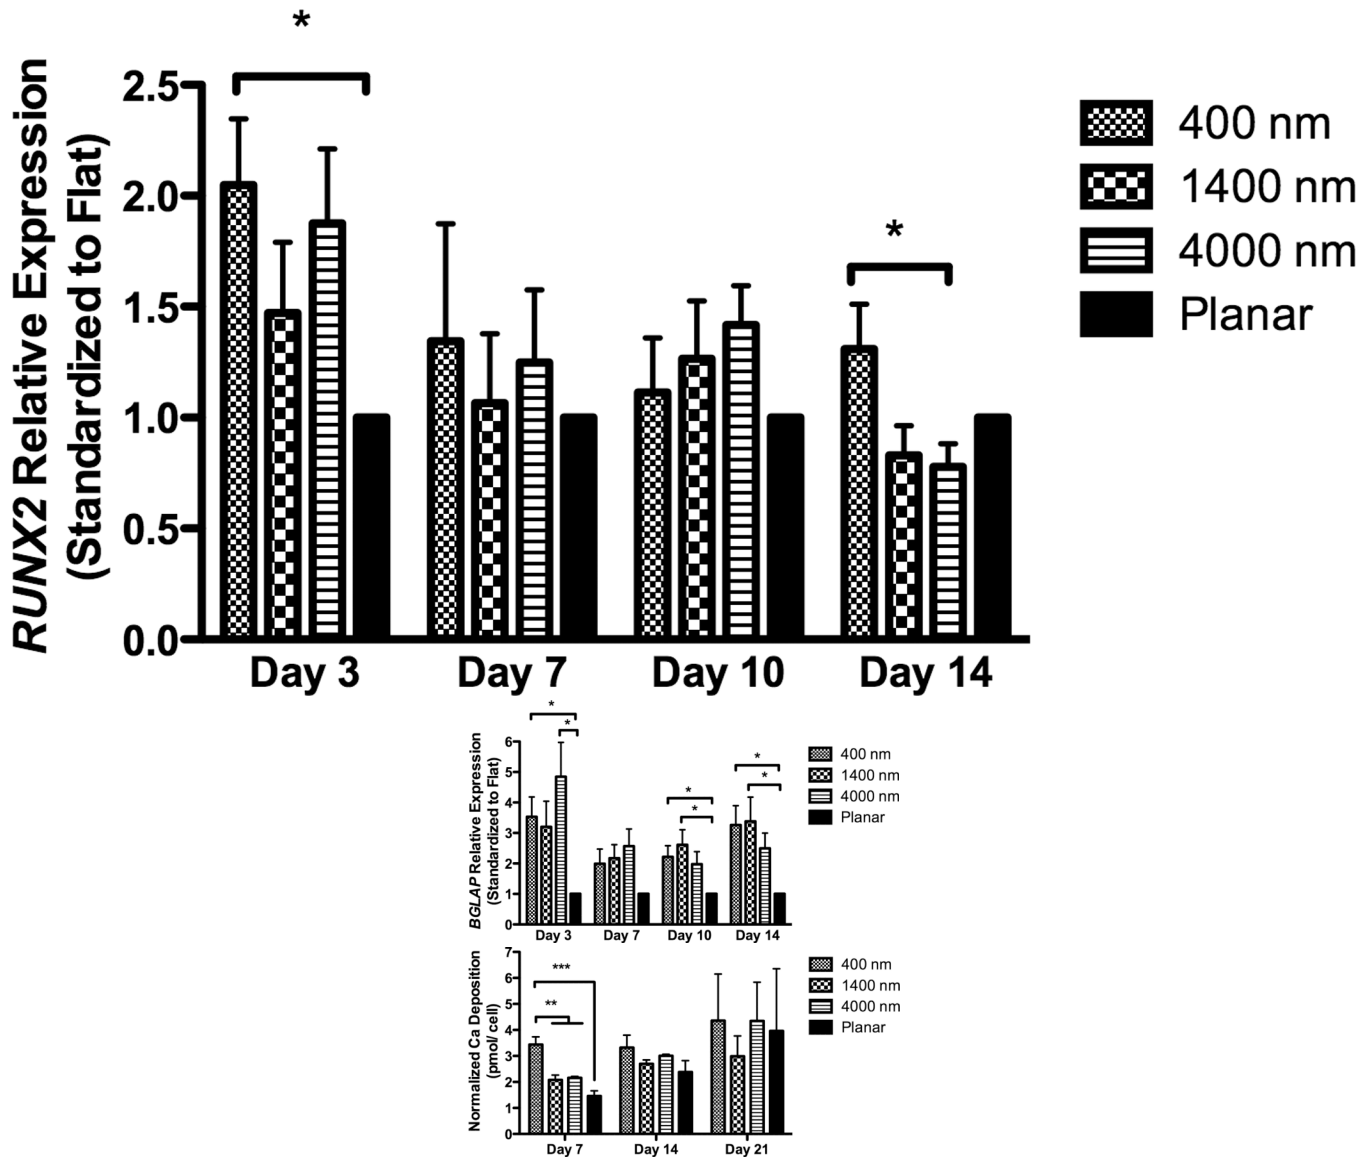 *
RUNX2 Relative Expression
(Standardized to Flat)
2.5
2.0
1.5
1.0
0.5
0.0
*
Day 3
Day 7
Day 10
Day 14
400 nm
1400 nm
4000 nm
Planar
BGLAP Relative Expression
(Standardized to Flat)
6
5
4
3
2
1
0
*
*
*
*
*
*
Day 3
Day 7
Day 10
Day 14
400 nm
1400 nm
4000 nm
Planar
Normalized Ca Deposition
(pmol/ cell)
7
6
5
4
3
2
1
0
***
**
Day 7
Day 14
Day 21
400 nm
1400 nm
4000 nm
Planar